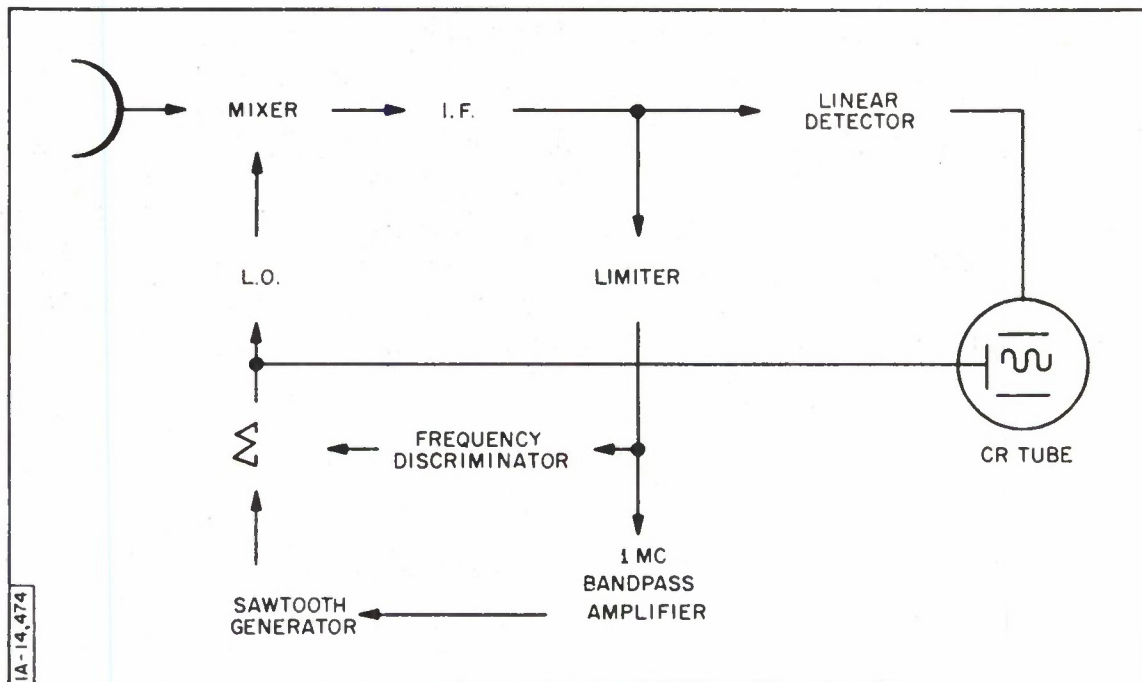 MIXER
I. F.
LINEAR
DETECTOR
L.O.
LIMITER
Σ
FREQUENCY
DISCRIMINATOR
CR TUBE
1 MC
BANDPASS
AMPLIFIER
SAWTOOTH
GENERATOR
IA-14,474